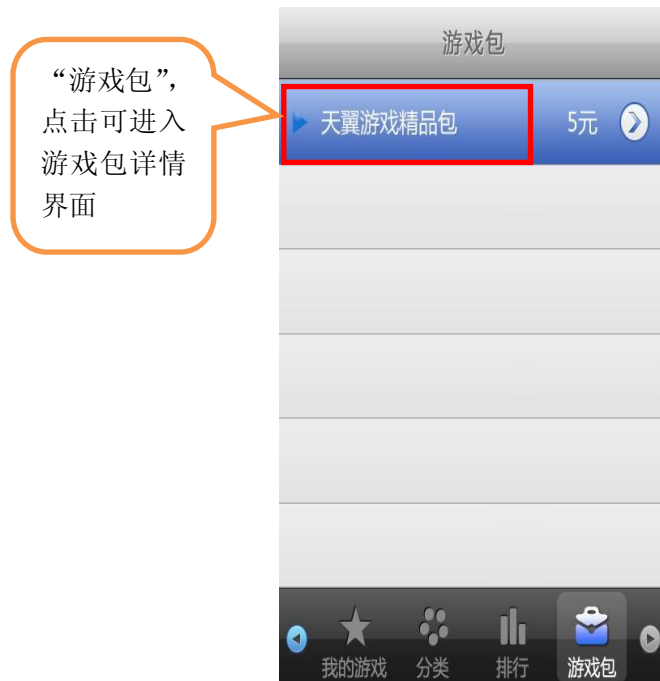 游戏包
“游戏包”，
点击可进入
游戏包详情
界面
天翼游戏精品包 5元
我的游戏 分类 排行 游戏包